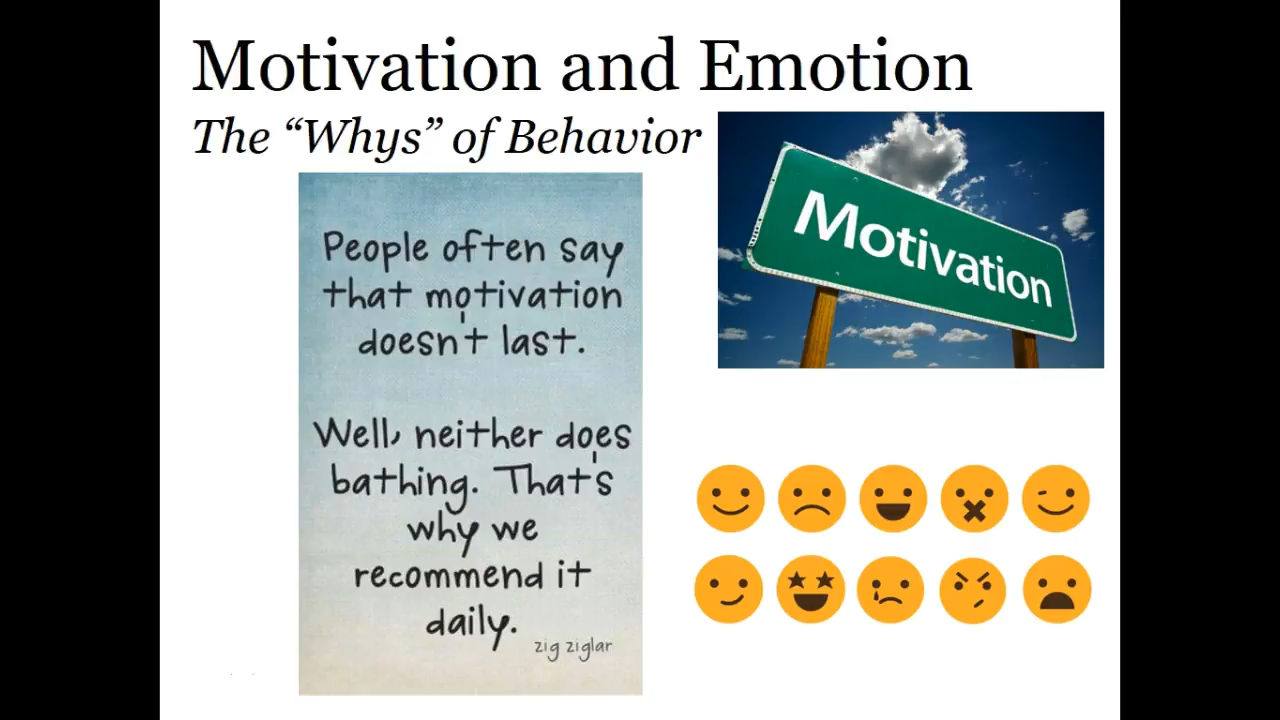 Motivation and Emotion
The “Whys” of Behavior
People often say
that motivation
doesn't last.
Well, neither does
bathing. That's
why we
recommend it
daily.
zig ziglar
Motivation